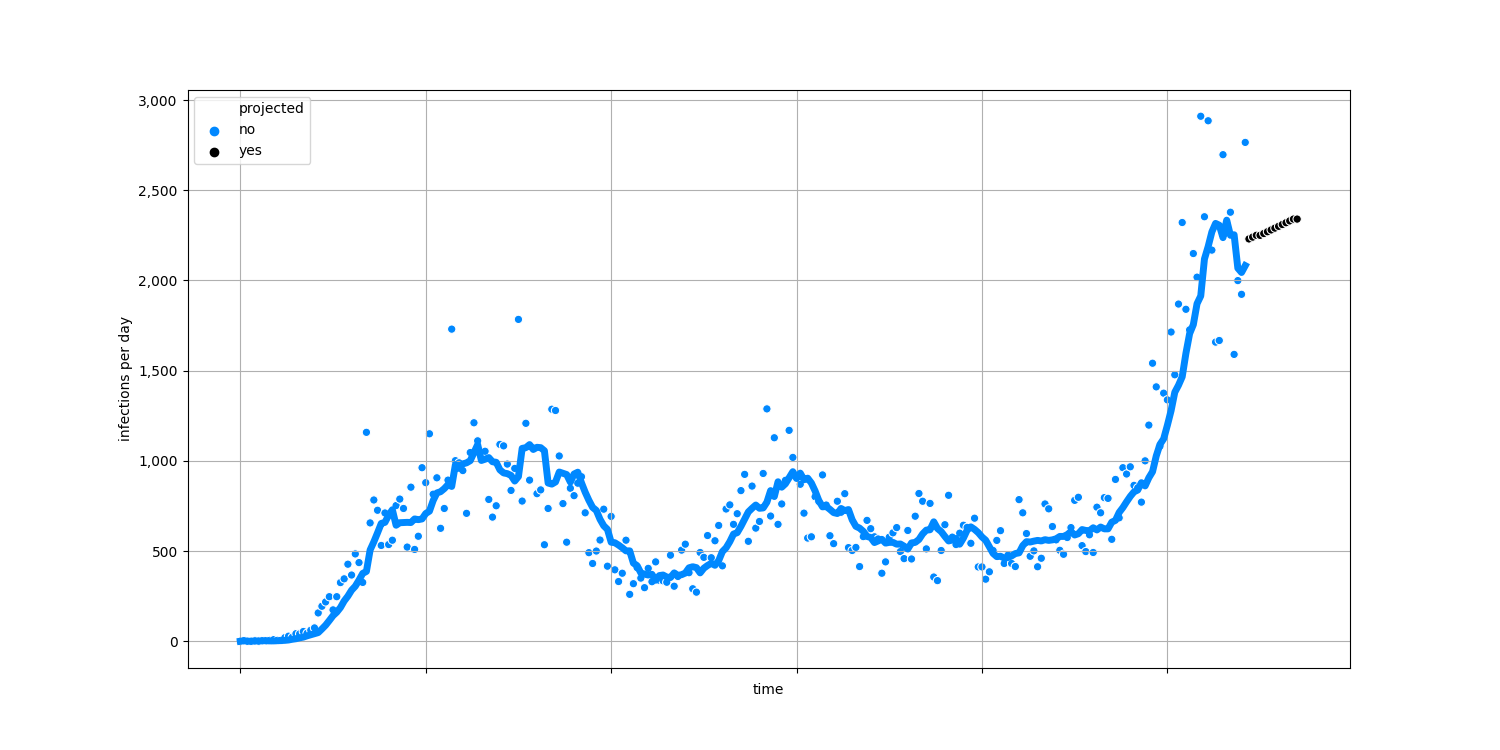 3,000
projected
no
yes
2,500
2,000
1,500
infections per day
1,000
500
0
time